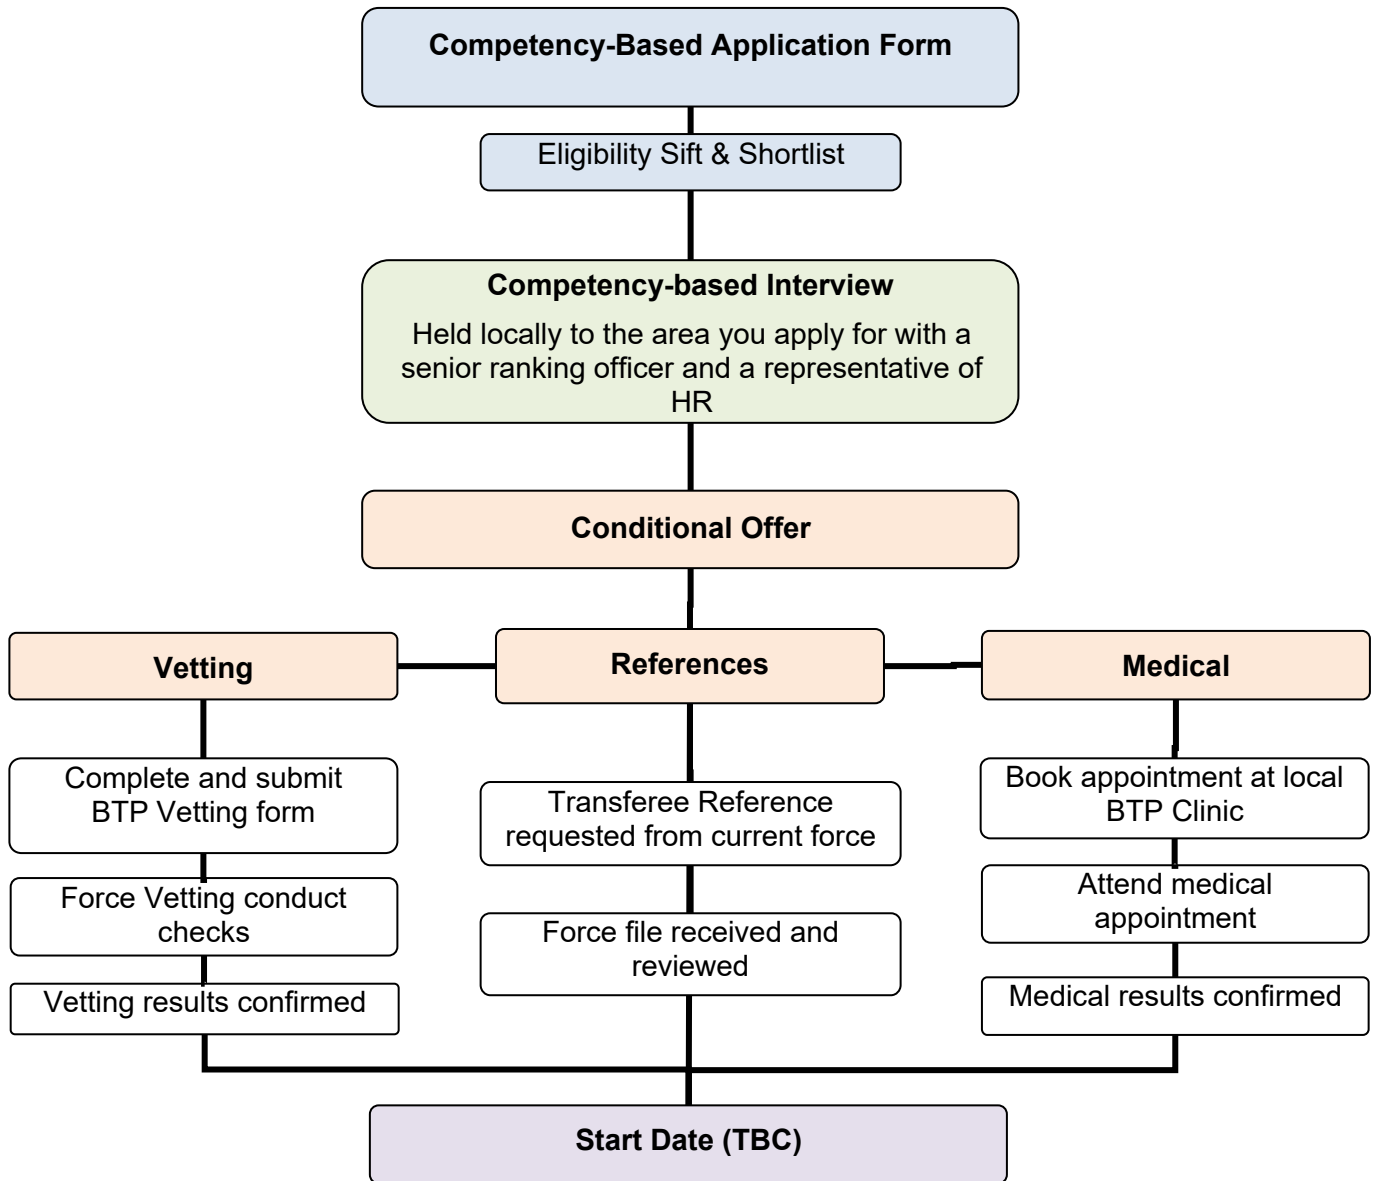 Competency-Based Application Form
Eligibility Sift & Shortlist
Competency-based Interview
Held locally to the area you apply for with a
senior ranking officer and a representative of
HR
Conditional Offer
Vetting
References
Medical
Complete and submit
BTP Vetting form
Force Vetting conduct
checks
Vetting results confirmed
Transferee Reference
requested from current force
Force file received and
reviewed
Book appointment at local
BTP Clinic
Attend medical
appointment
Medical results confirmed
Start Date (TBC)